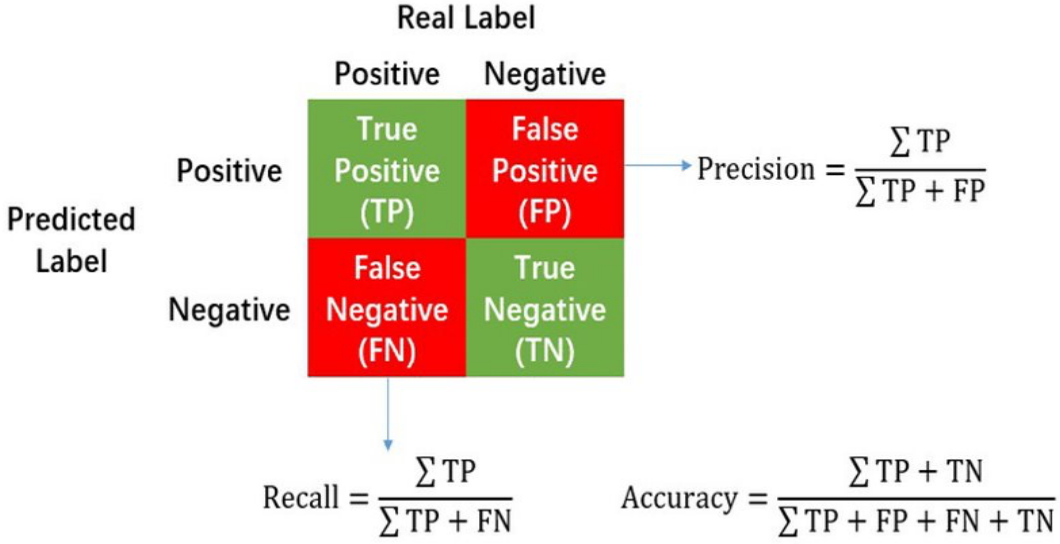 Real Label
Positive Negative
True Positive (TP)
False Positive (FP)
Positive
Precision = ∑ TP / ∑ TP + FP
Predicted Label
False Negative (FN)
True Negative (TN)
Negative
Recall = ∑ TP / ∑ TP + FN
Accuracy = ∑ TP + TN / ∑ TP + FP + FN + TN